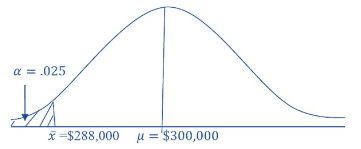 α = .025
x̄ =$288,000 μ = $300,000